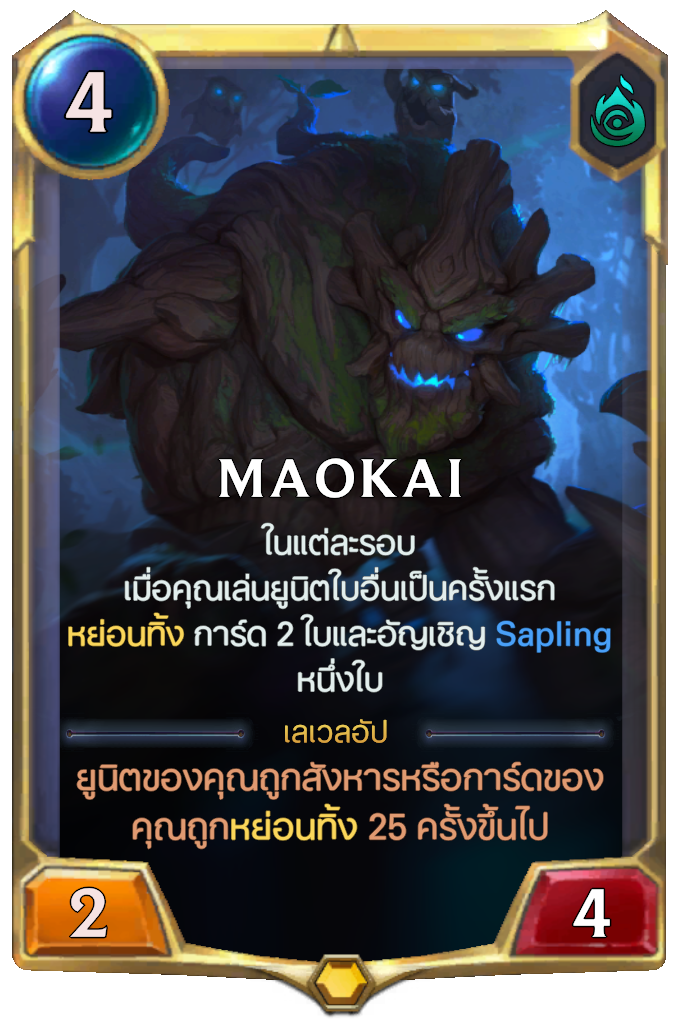 4
MAOKAI
ในแต่ละรอบ
เมื่อคุณเล่นยูนิตใบอื่นเป็นครั้งแรก
หย่อนทิ้ง การ์ด 2 ใบและอัญเชิญ Sapling
หนึ่งใบ
เลเวลอัป
ยูนิตของคุณถูกสังหารหรือการ์ดของ
คุณถูกหย่อนทิ้ง 25 ครั้งขึ้นไป
2
4